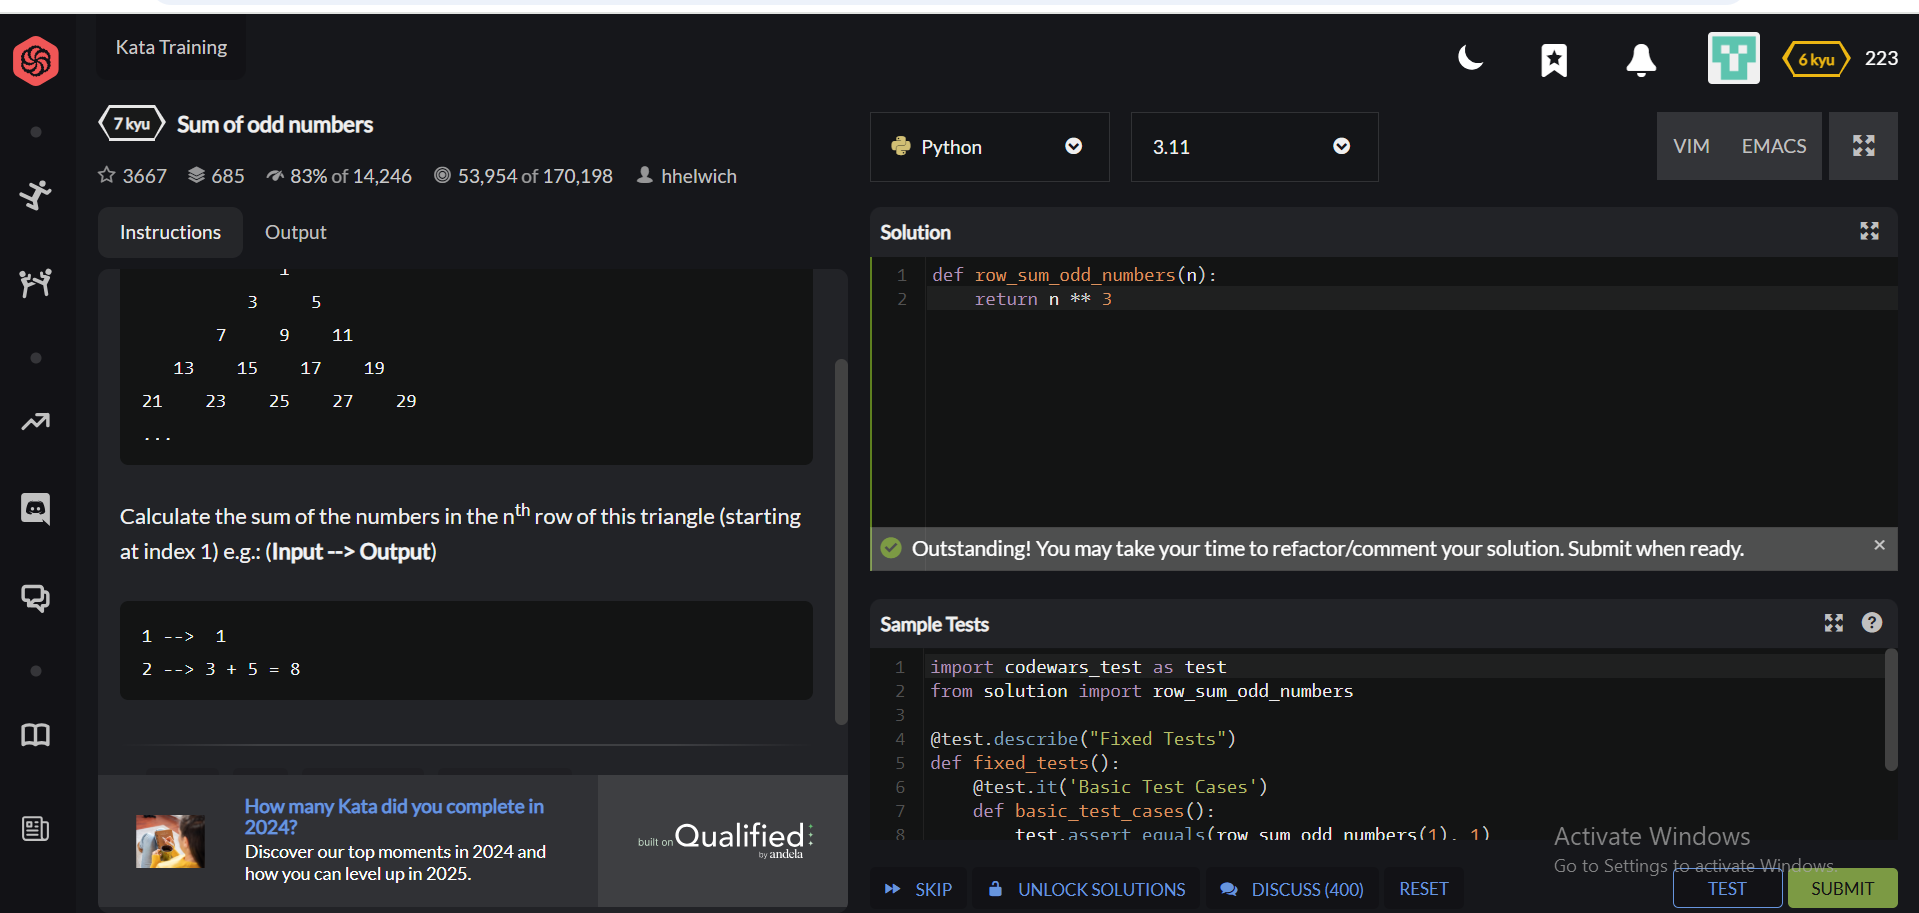 Kata Training
6 kyu
223
7 kyu
Sum of odd numbers
3667 685 83% of 14,246 53,954 of 170,198 hhelwich
Instructions Output
1
3 5
7 9 11
13 15 17 19
21 23 25 27 29
...
Calculate the sum of the numbers in the nth row of this triangle (starting
at index 1) e.g.: (Input --> Output)
1 --> 1
2 --> 3 + 5 = 8
How many Kata did you complete in
2024?
Discover our top moments in 2024 and
how you can level up in 2025.
built on Qualified
by andela
Python
3.11
VIM EMACS
Solution
1 def row_sum_odd_numbers(n):
2 return n ** 3
Outstanding! You may take your time to refactor/comment your solution. Submit when ready. ×
Sample Tests
?
1 import codewars_test as test
2 from solution import row_sum_odd_numbers
3
4 @test.describe("Fixed Tests")
5 def fixed_tests():
6 @test.it('Basic Test Cases')
7 def basic_test_cases():
8 test.assert_equals(row_sum_odd_numbers(1), 1)
Activate Windows
Go to Settings to activate Windows.
SKIP UNLOCK SOLUTIONS DISCUSS (400) RESET TEST SUBMIT